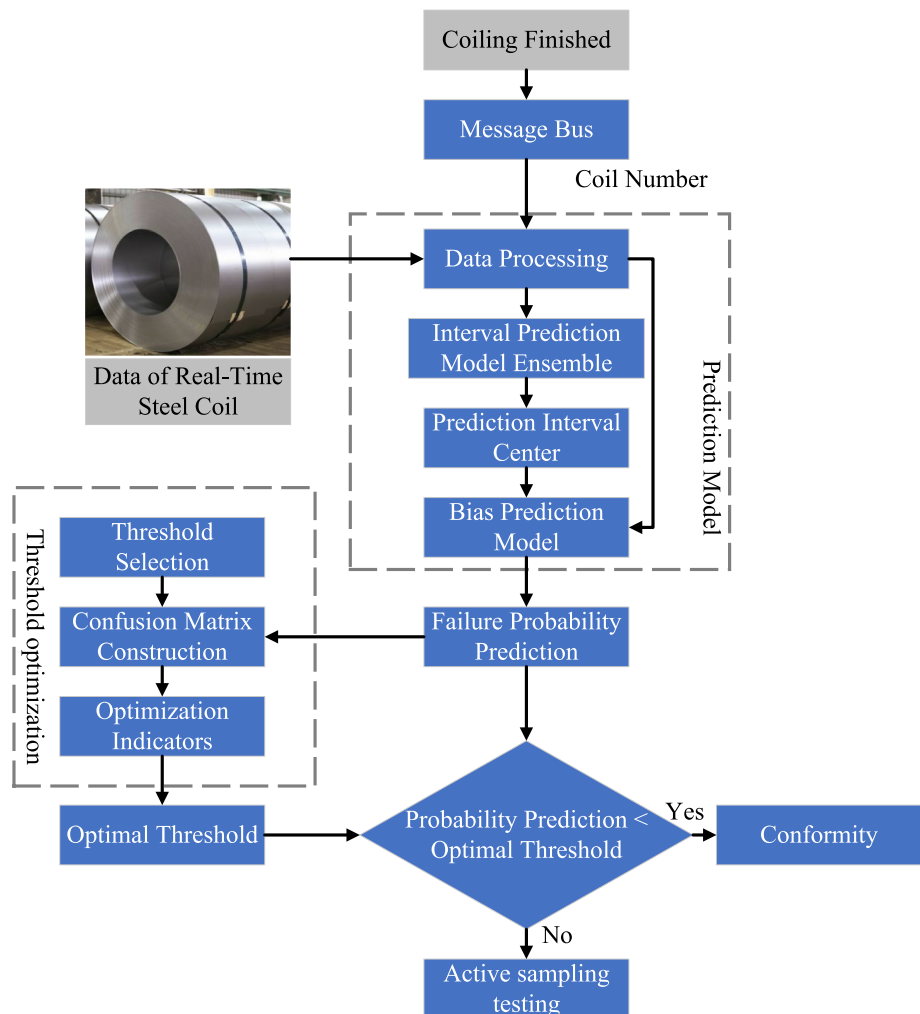 Coiling Finished
Message Bus
Coil Number
Data Processing
Interval Prediction
Model Ensemble
Prediction Interval
Center
Bias Prediction
Model
Prediction Model
Data of Real-Time
Steel Coil
Threshold
Selection
Confusion Matrix
Construction
Optimization
Indicators
Threshold optimization
Failure Probability
Prediction
Optimal Threshold
Probability Prediction <
Optimal Threshold
Yes
Conformity
No
Active sampling
testing